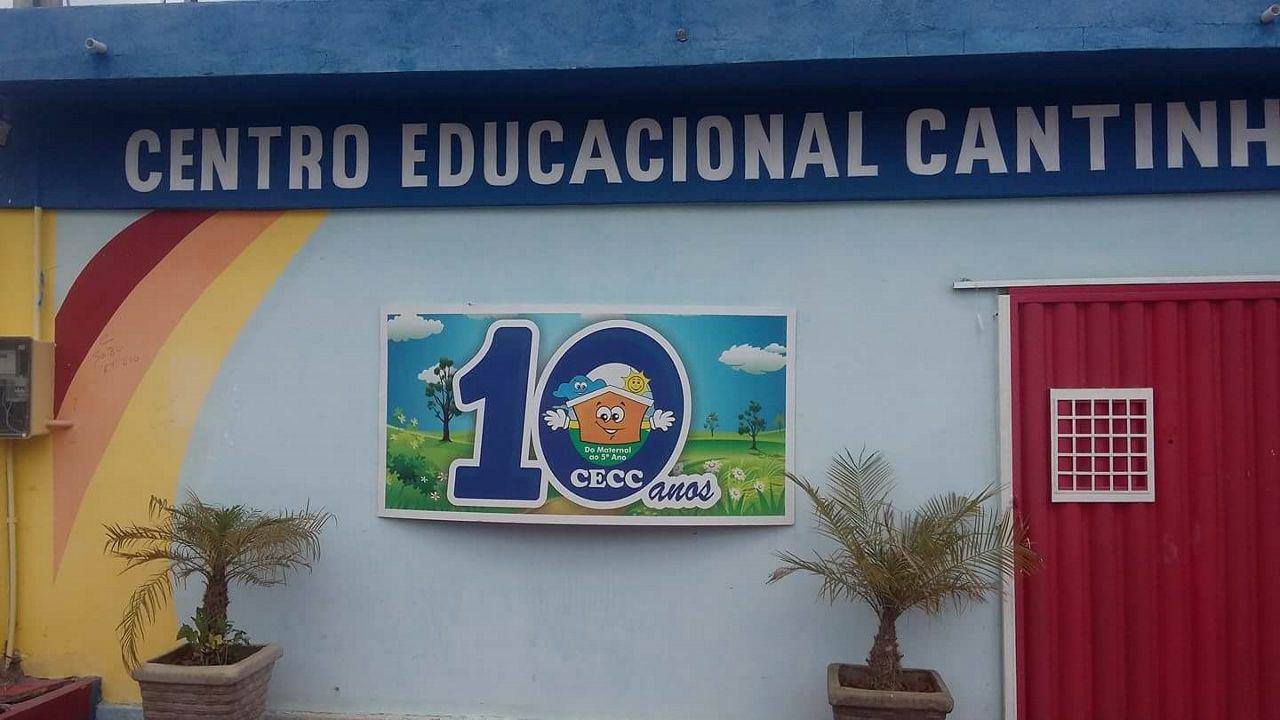 CENTRO EDUCACIONAL CANTINH
10
Do Maternal
ao 5º Ano
CECC
anos